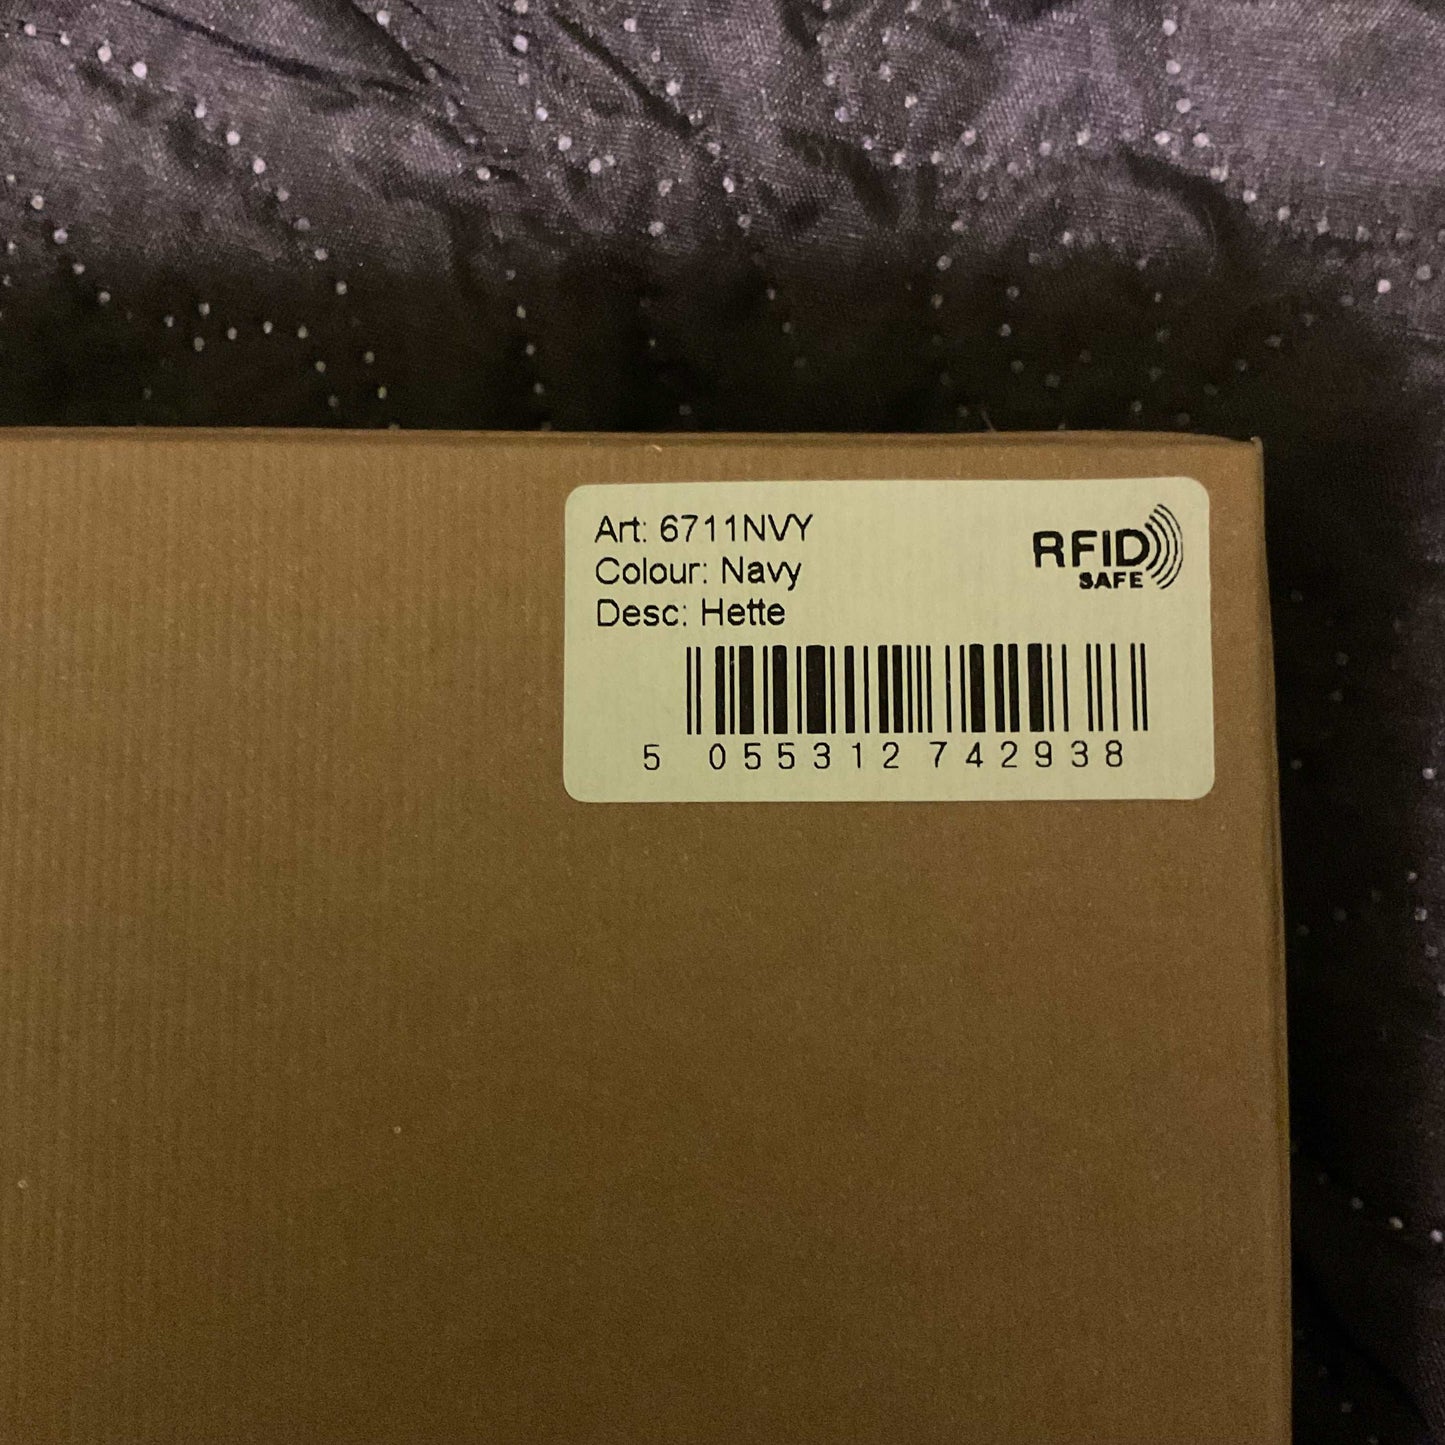 Art: 6711NVY
Colour: Navy
Desc: Hette
RFID
SAFE
5 055312 742938